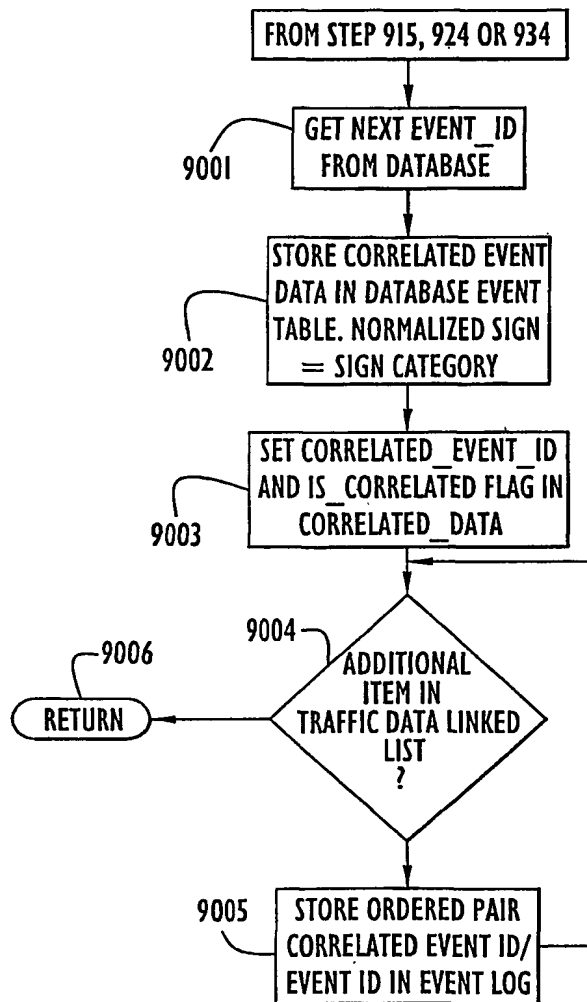 FROM STEP 915, 924 OR 934
9001
GET NEXT EVENT_ID
FROM DATABASE
9002
STORE CORRELATED EVENT
DATA IN DATABASE EVENT
TABLE. NORMALIZED SIGN
= SIGN CATEGORY
9003
SET CORRELATED_EVENT_ID
AND IS_CORRELATED FLAG IN
CORRELATED_DATA
9004
ADDITIONAL
ITEM IN
TRAFFIC DATA LINKED
LIST
?
9006
RETURN
9005
STORE ORDERED PAIR
CORRELATED EVENT ID/
EVENT ID IN EVENT LOG